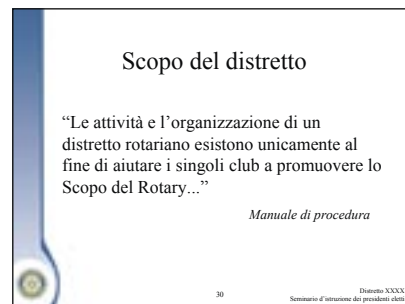 Scopo del distretto
“Le attività e l’organizzazione di un
distretto rotariano esistono unicamente al
fine di aiutare i singoli club a promuovere lo
Scopo del Rotary...”
Manuale di procedura
30
Distretto XXXX
Seminario d’istruzione dei presidenti eletti